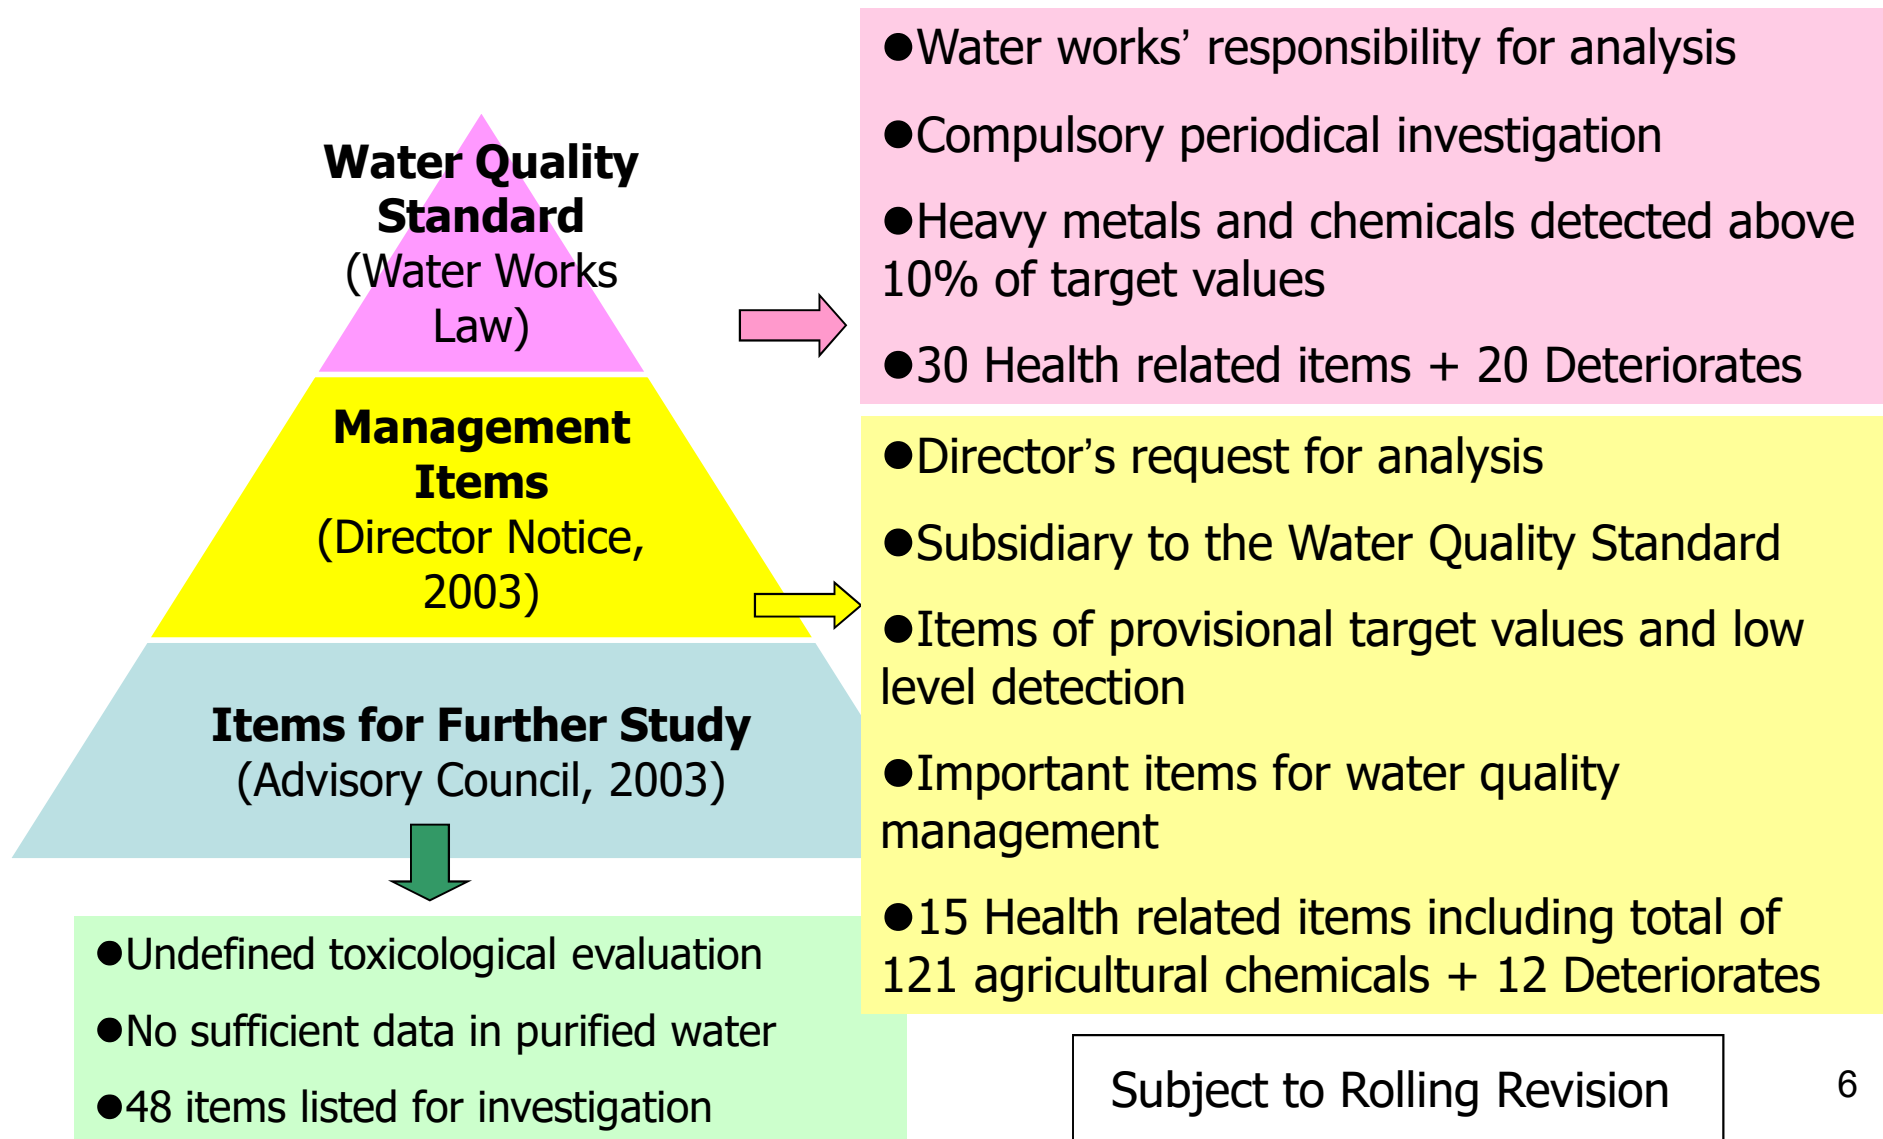 Water Quality
Standard
(Water Works
Law)
●Water works’ responsibility for analysis
●Compulsory periodical investigation
●Heavy metals and chemicals detected above
10% of target values
●30 Health related items + 20 Deteriorates
Management
Items
(Director Notice,
2003)
●Director’s request for analysis
●Subsidiary to the Water Quality Standard
●Items of provisional target values and low
level detection
●Important items for water quality
management
●15 Health related items including total of
121 agricultural chemicals + 12 Deteriorates
Items for Further Study
(Advisory Council, 2003)
●Undefined toxicological evaluation
●No sufficient data in purified water
●48 items listed for investigation
Subject to Rolling Revision
6